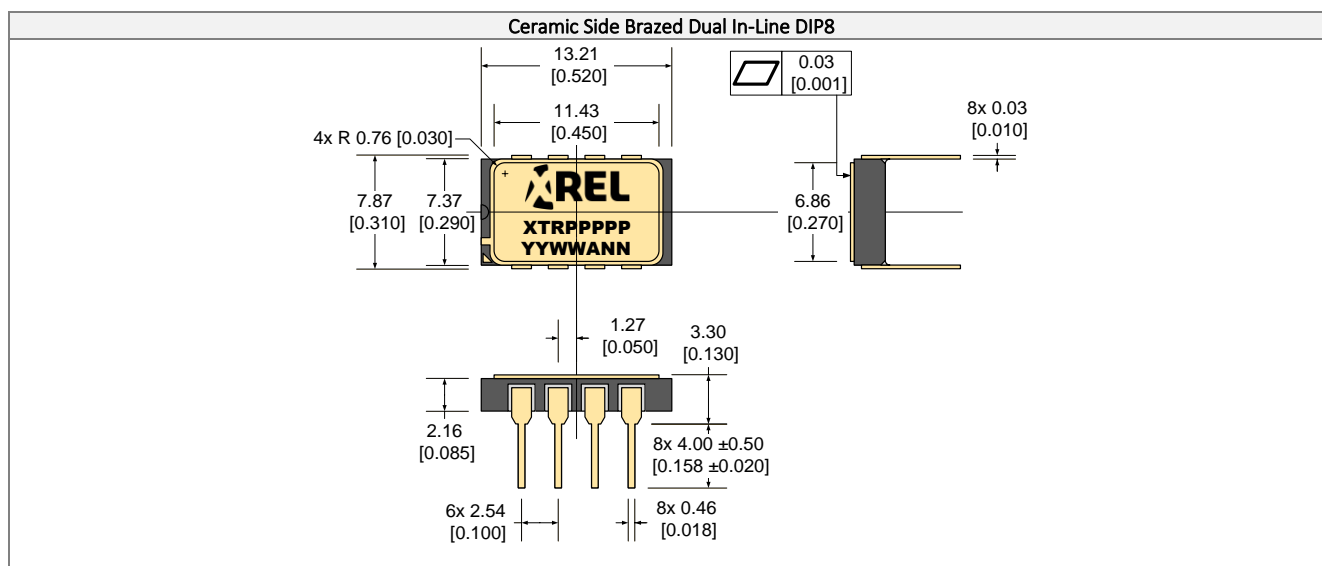 Ceramic Side Brazed Dual In-Line DIP8
13.21
[0.520]
0.03
[0.001]
11.43
[0.450]
8x 0.03
[0.010]
4x R 0.76 [0.030]
+
XREL
7.87
[0.310]
7.37
[0.290]
XTRPPPPP
YYWWANN
6.86
[0.270]
1.27
[0.050]
3.30
[0.130]
2.16
[0.085]
8x 4.00 ±0.50
[0.158 ±0.020]
6x 2.54
[0.100]
8x 0.46
[0.018]